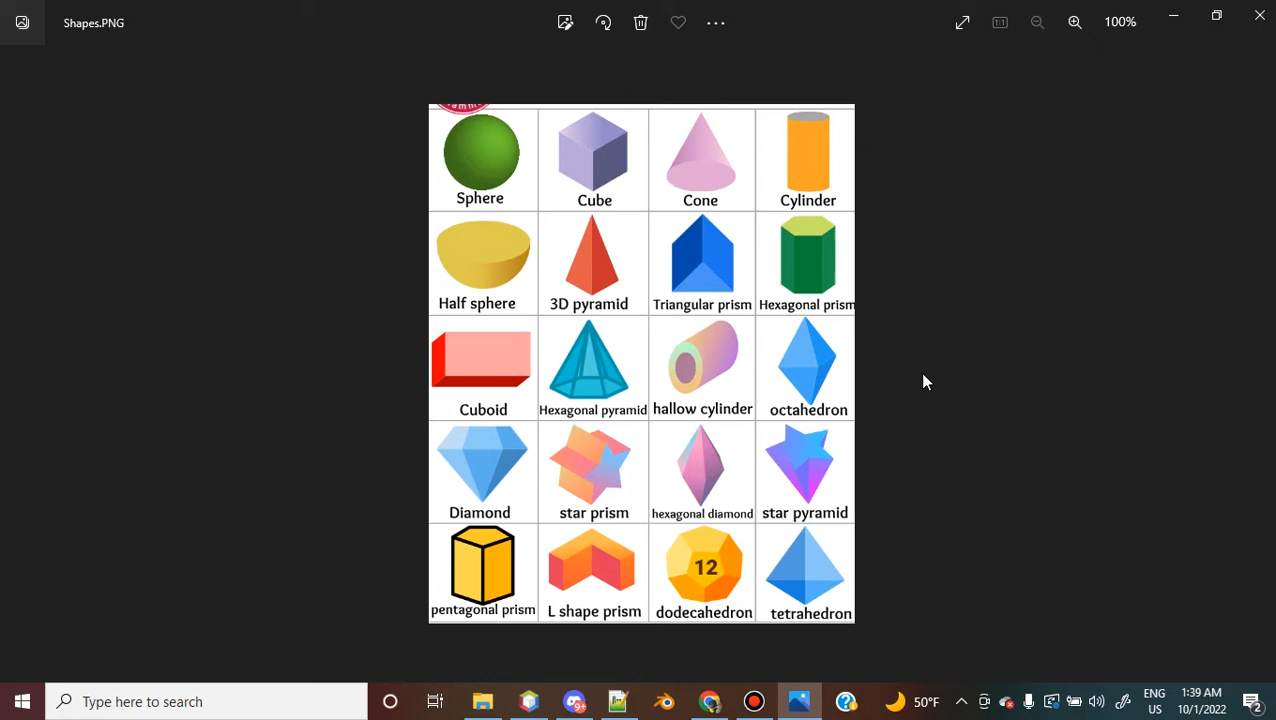 Shapes.PNG
100%
Sphere
Cube
Cone
Cylinder
Half sphere
3D pyramid
Triangular prism
Hexagonal prism
Cuboid
Hexagonal pyramid
hallow cylinder
octahedron
Diamond
star prism
hexagonal diamond
star pyramid
12
pentagonal prism
L shape prism
dodecahedron
tetrahedron
Type here to search
9+
50°F
ENG
US
1:39 AM
10/1/2022
2